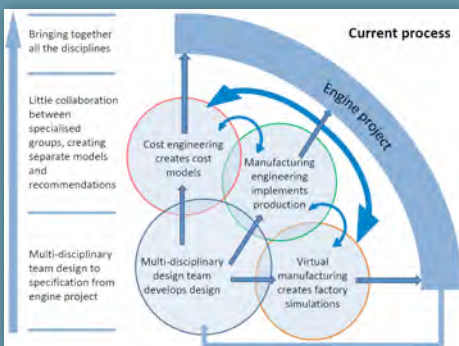 Bringing together
all the disciplines
Little collaboration
between
specialised
groups, creating
separate models
and
recommendations
Multi-disciplinary
team design to
specification from
engine project
Current process
Engine project
Cost engineering
creates cost
models
Manufacturing
engineering
implements
production
Multi-disciplinary
design team
develops design
Virtual
manufacturing
creates factory
simulations